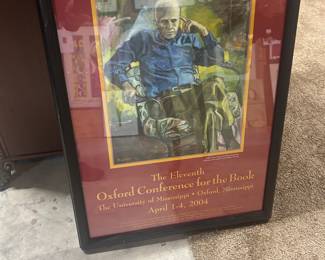 The Eleventh
Oxford Conference for the Book
The University of Mississippi • Oxford, Mississippi
April 1-4, 2004